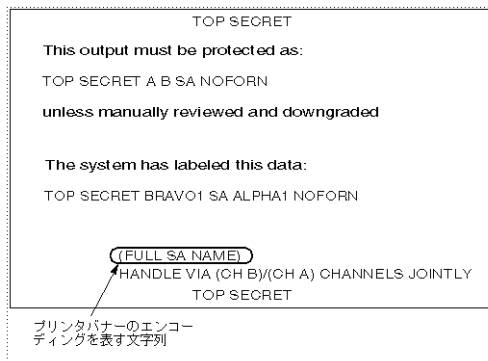 TOP SECRET
This output must be protected as:
TOP SECRET A B SA NOFORN
unless manually reviewed and downgraded
The system has labeled this data:
TOP SECRET BRAVO1 SA ALPHA1 NOFORN
(FULL SA NAME)
HANDLE VIA (CH B)/(CH A) CHANNELS JOINTLY
TOP SECRET
プリンタバナーのエンコー
ディングを表す文字列